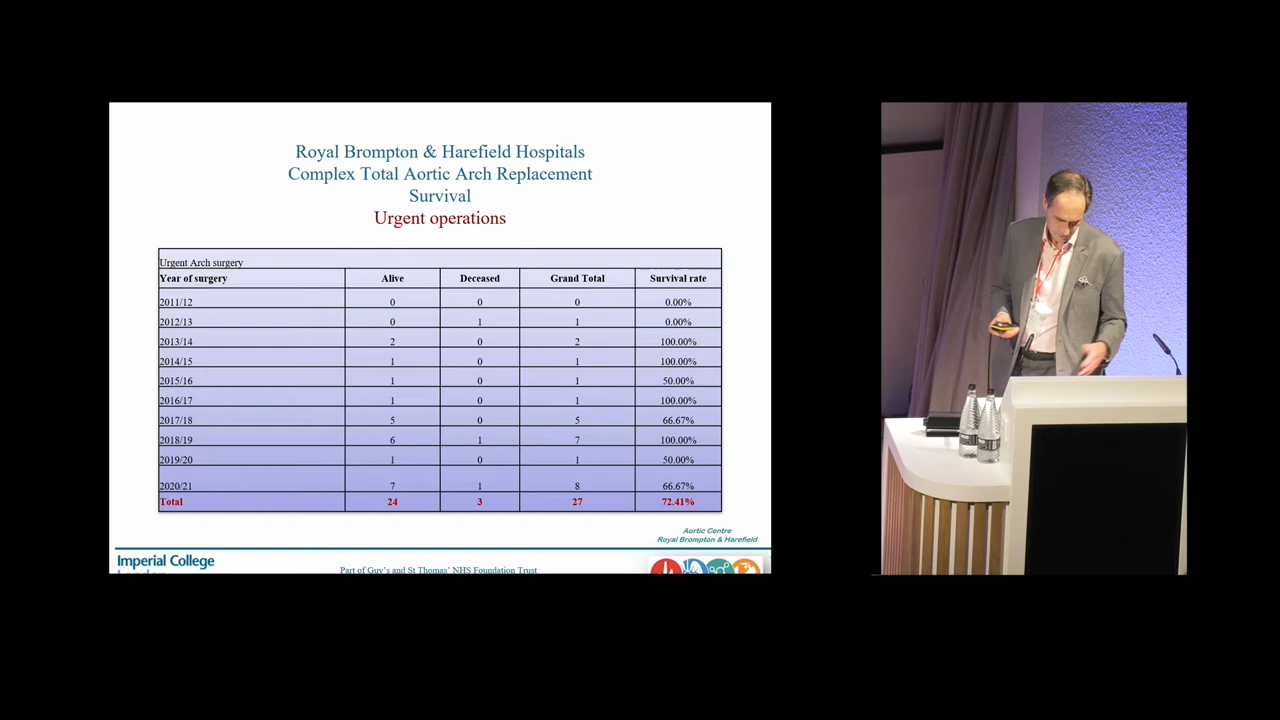 Royal Brompton & Harefield Hospitals
Complex Total Aortic Arch Replacement
Survival
Urgent operations
Urgent Arch surgery
Year of surgery Alive Deceased Grand Total Survival rate
2011/12 0 0 0 0.00%
2012/13 0 1 1 0.00%
2013/14 2 0 2 100.00%
2014/15 1 0 1 100.00%
2015/16 1 0 1 50.00%
2016/17 1 0 1 100.00%
2017/18 5 0 5 66.67%
2018/19 6 1 7 100.00%
2019/20 1 0 1 50.00%
2020/21 7 1 8 66.67%
Total 24 3 27 72.41%
Aortic Centre
Royal Brompton & Harefield
Imperial College
Part of Guy's and St Thomas' NHS Foundation Trust